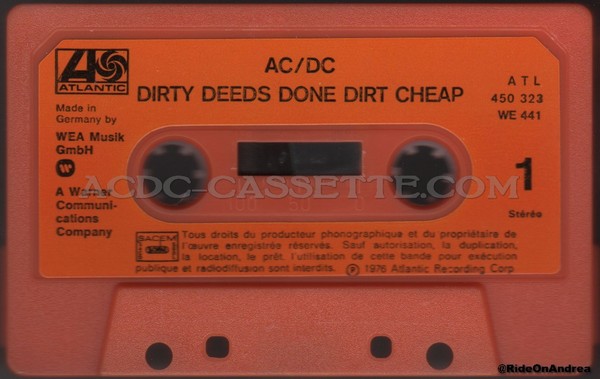 ATLANTIC
Made in
Germany by
WEA Musik
GmbH
A Warner
Communi-
cations
Company
AC/DC
DIRTY DEEDS DONE DIRT CHEAP
ATL
450 323
WE 441
1
Stéréo
ACDC-CASSETTE.COM
100 50 0
SACEM
Tous droits du producteur phonographique et du propriétaire de
l'œuvre enregistrée réservés. Sauf autorisation, la duplication,
la location, le prêt, l'utilisation de cette bande pour exécution
publique et radiodiffusion sont interdits. ℗ 1976 Atlantic Recording Corp
©RideOnAndrea